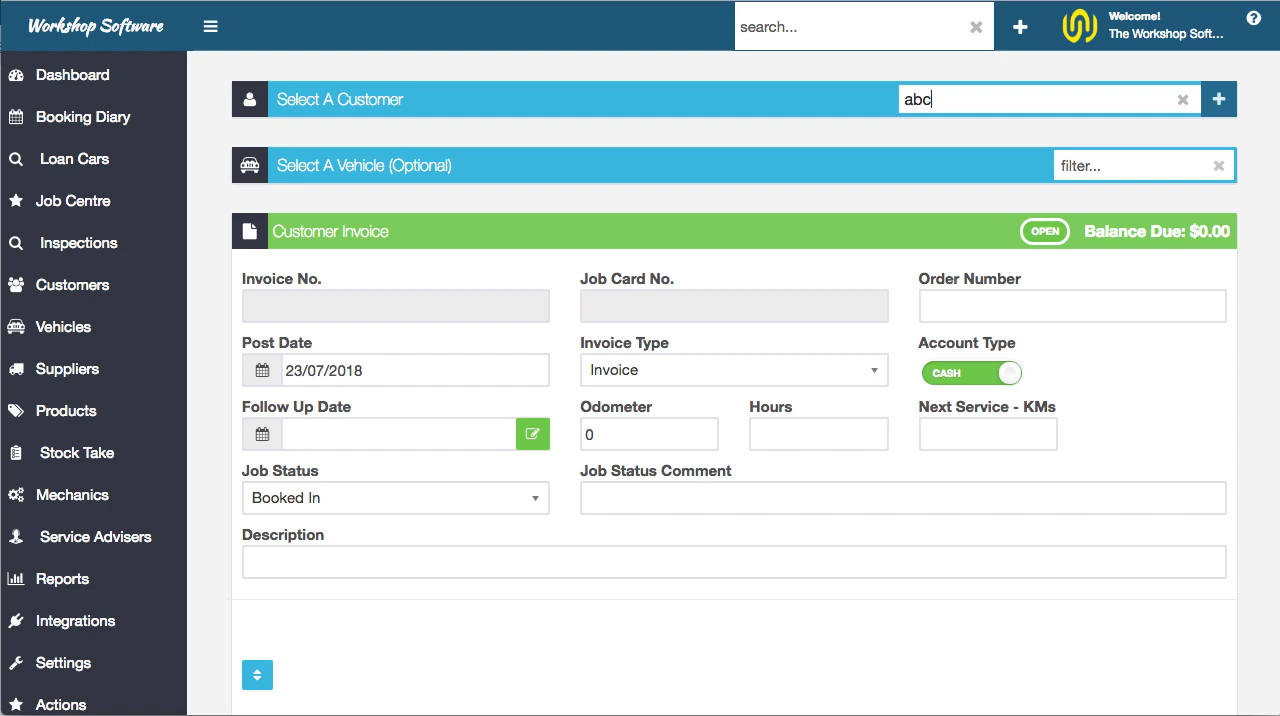 Workshop Software
search...
Welcome!
The Workshop Soft...
Dashboard
Booking Diary
Loan Cars
Job Centre
Inspections
Customers
Vehicles
Suppliers
Products
Stock Take
Mechanics
Service Advisers
Reports
Integrations
Settings
Actions
Select A Customer
abc
Select A Vehicle (Optional)
filter...
Customer Invoice
OPEN
Balance Due: $0.00
Invoice No.
Job Card No.
Order Number
Post Date
Invoice Type
Account Type
23/07/2018
Invoice
CASH
Follow Up Date
Odometer
Hours
Next Service - KMs
0
Job Status
Job Status Comment
Booked In
Description